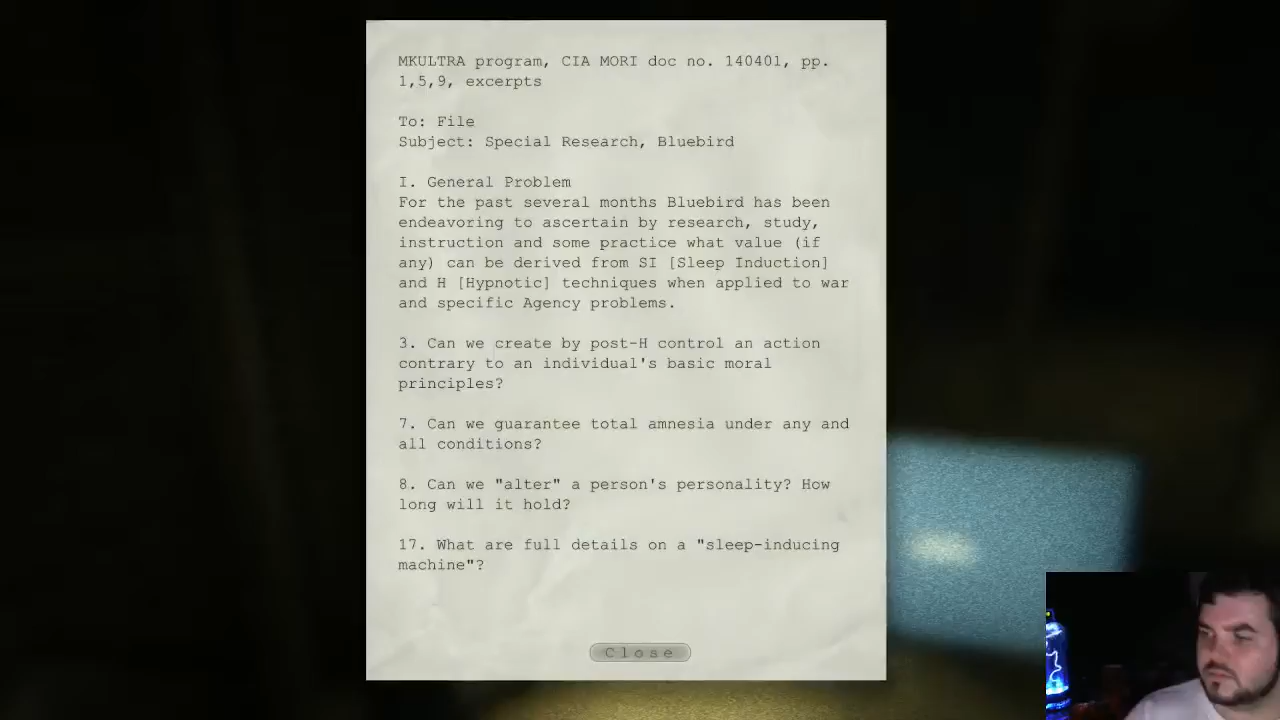 MKULTRA program, CIA MORI doc no. 140401, pp.
1,5,9, excerpts
To: File
Subject: Special Research, Bluebird
I. General Problem
For the past several months Bluebird has been
endeavoring to ascertain by research, study,
instruction and some practice what value (if
any) can be derived from SI [Sleep Induction]
and H [Hypnotic] techniques when applied to war
and specific Agency problems.
3. Can we create by post-H control an action
contrary to an individual's basic moral
principles?
7. Can we guarantee total amnesia under any and
all conditions?
8. Can we "alter" a person's personality? How
long will it hold?
17. What are full details on a "sleep-inducing
machine"?
Close